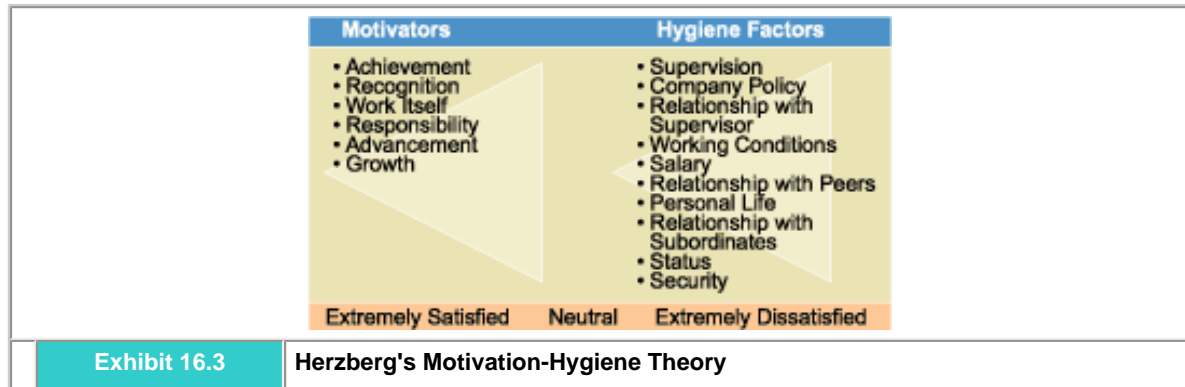 Motivators
• Achievement
• Recognition
• Work Itself
• Responsibility
• Advancement
• Growth
Hygiene Factors
• Supervision
• Company Policy
• Relationship with
Supervisor
• Working Conditions
• Salary
• Relationship with Peers
• Personal Life
• Relationship with
Subordinates
• Status
• Security
Extremely Satisfied Neutral Extremely Dissatisfied
Exhibit 16.3 Herzberg's Motivation-Hygiene Theory